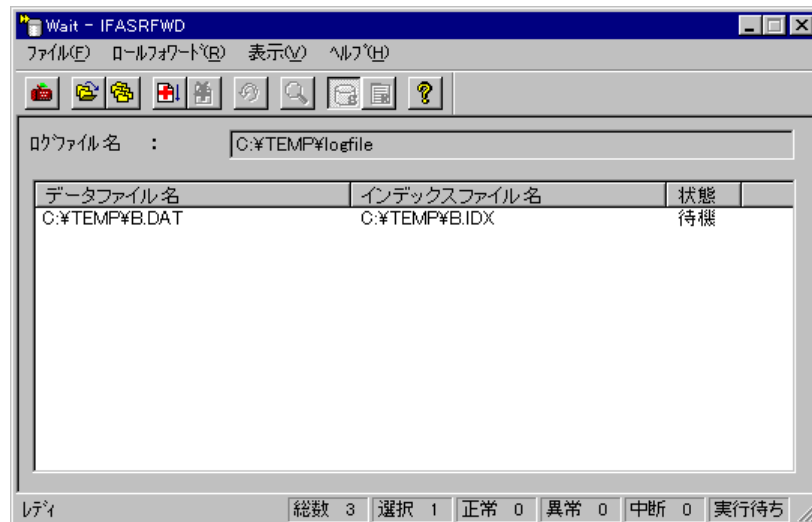 Wait - IFASRFWD
ﾌｧｲﾙ(F) ﾛｰﾙﾌｫﾜｰﾄﾞ(R) 表示(V) ﾍﾙﾌﾟ(H)
ﾛｸﾞﾌｧｲﾙ名 : C:¥TEMP¥logfile
データファイル名 インデックスファイル名 状態
C:¥TEMP¥B.DAT C:¥TEMP¥B.IDX 待機
ﾚﾃﾞｨ 総数 3 選択 1 正常 0 異常 0 中断 0 実行待ち